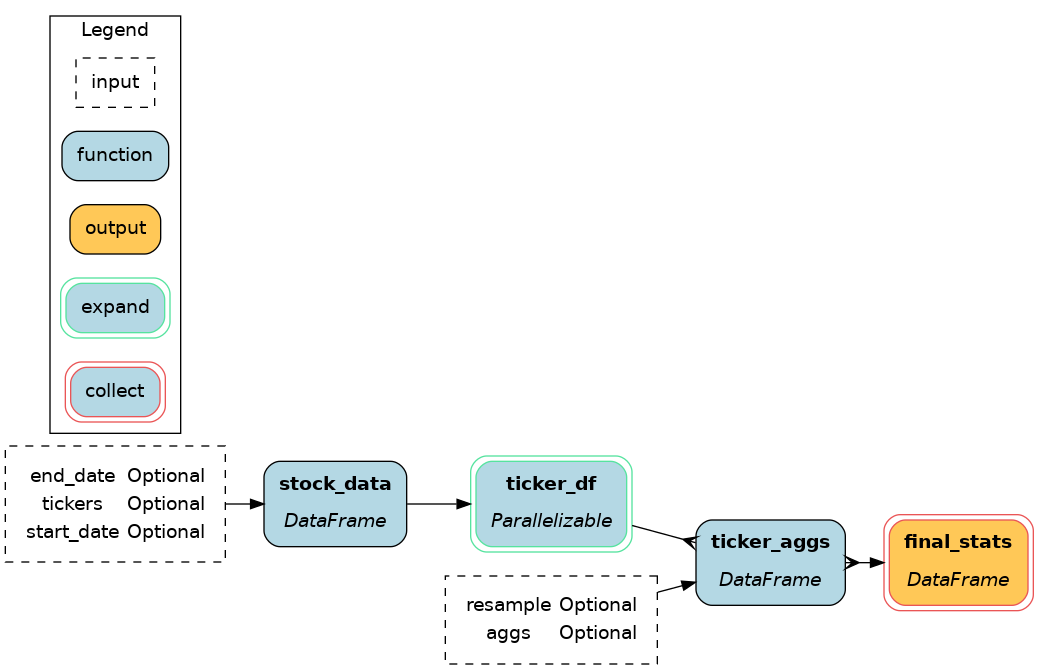 Legend
input
function
output
expand
collect
end_date Optional
tickers Optional
start_date Optional
stock_data
DataFrame
ticker_df
Parallelizable
resample Optional
aggs Optional
ticker_aggs
DataFrame
final_stats
DataFrame